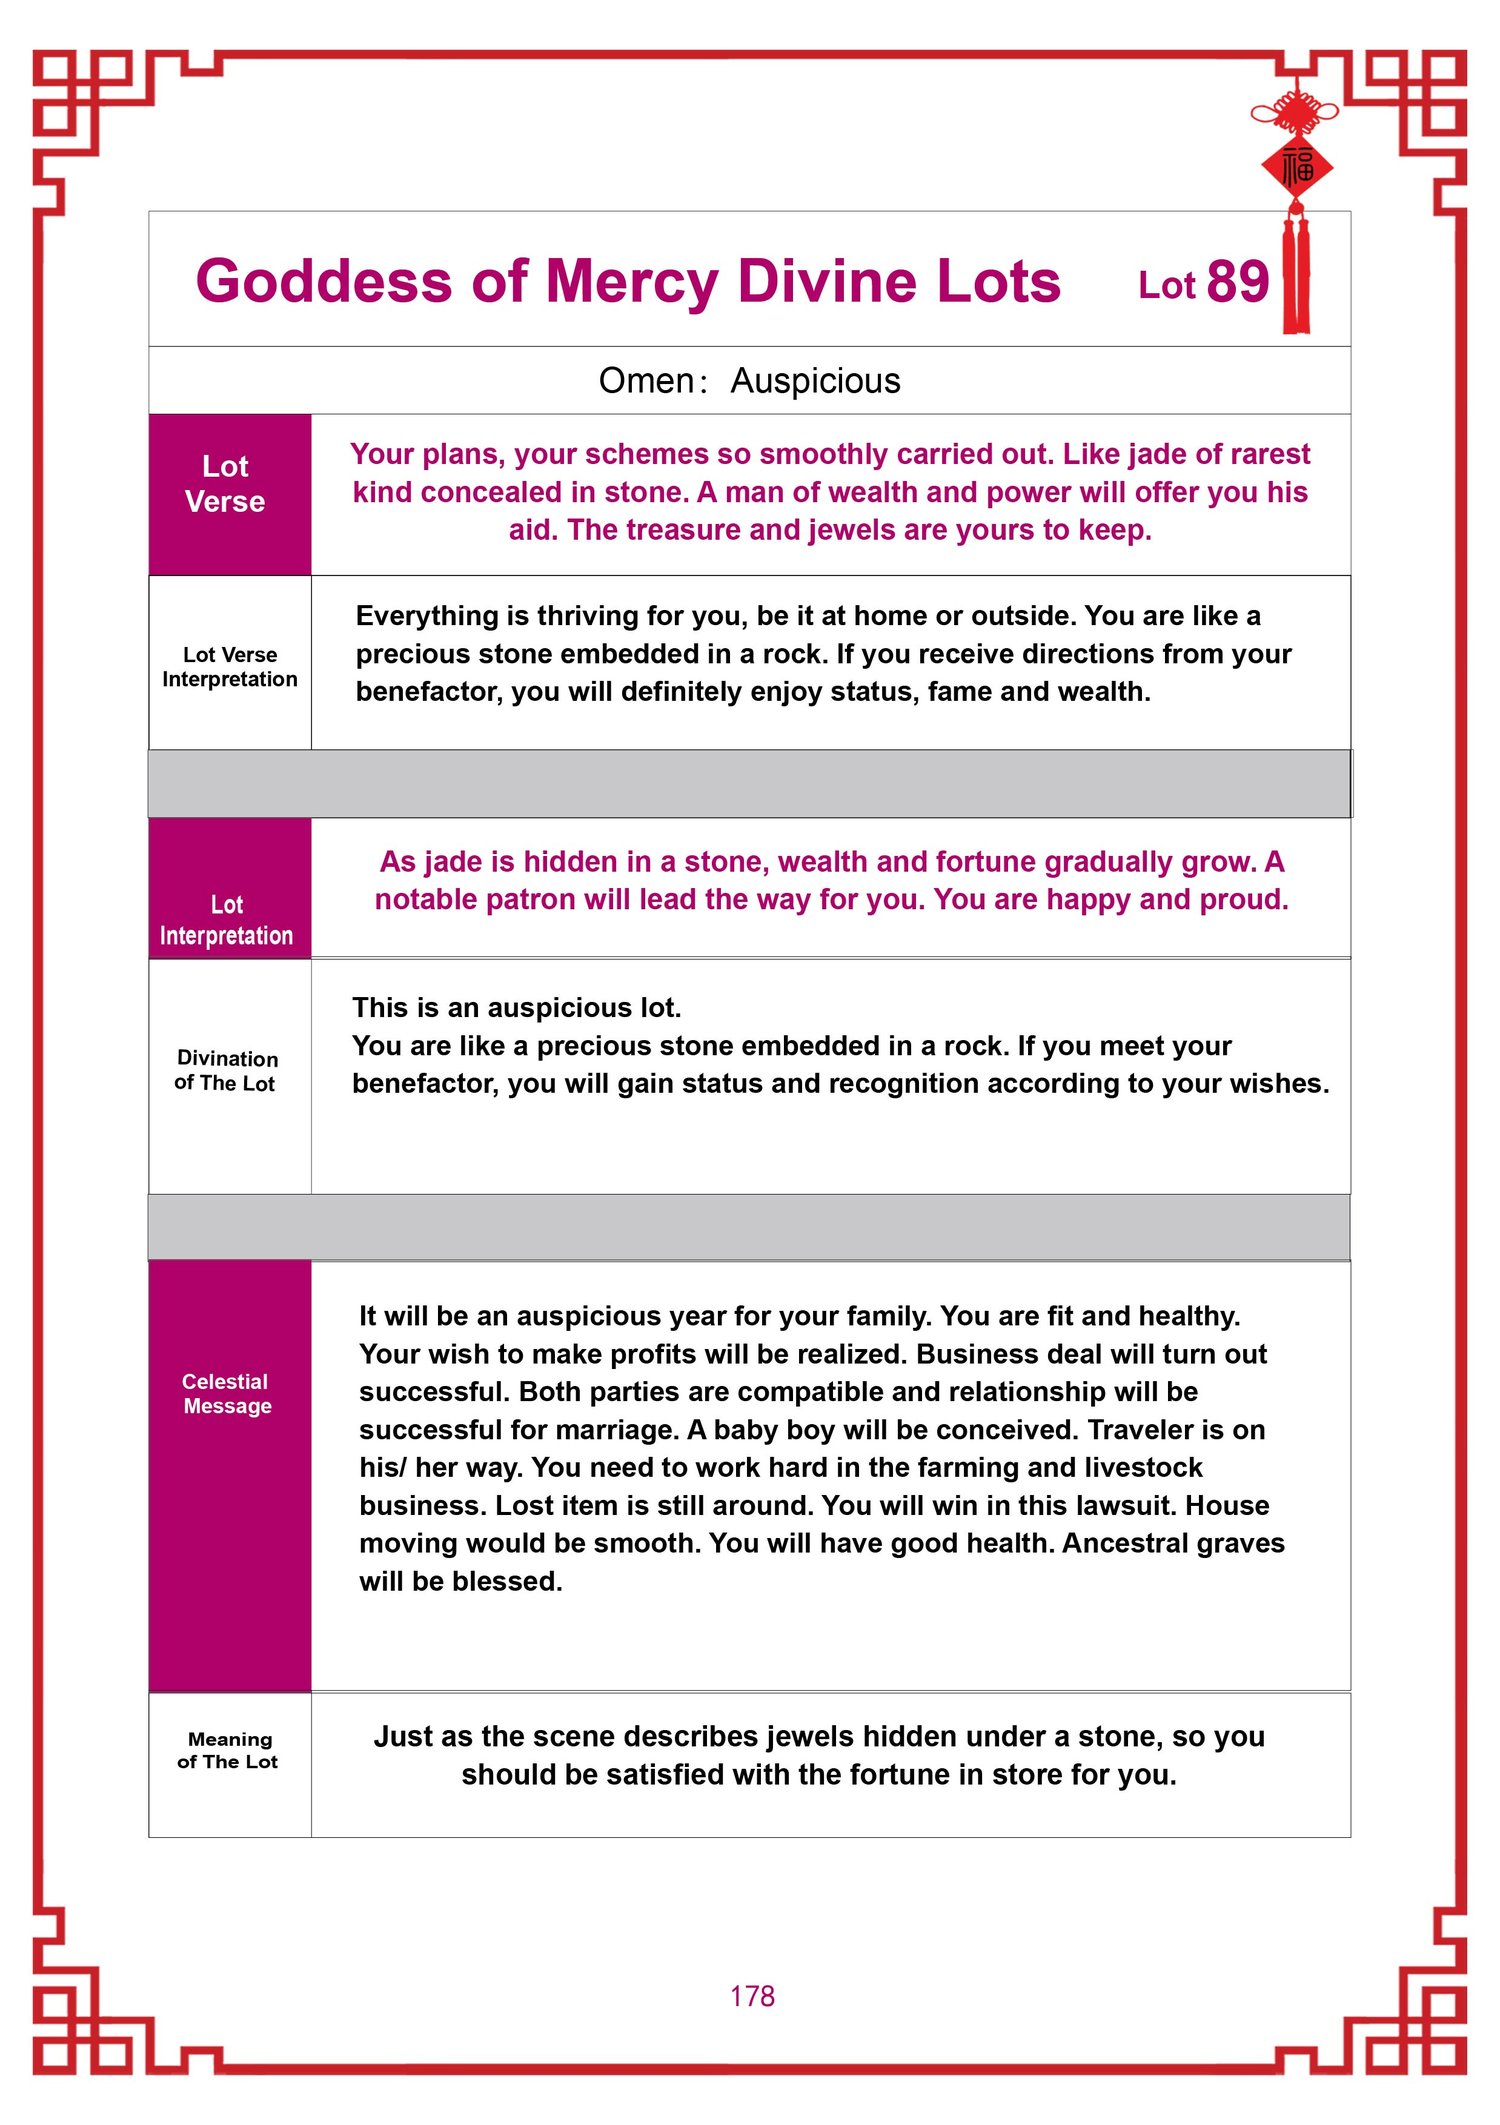 福
Goddess of Mercy Divine Lots Lot 89
Omen： Auspicious
Lot
Verse
Your plans, your schemes so smoothly carried out. Like jade of rarest
kind concealed in stone. A man of wealth and power will offer you his
aid. The treasure and jewels are yours to keep.
Lot Verse
Interpretation
Everything is thriving for you, be it at home or outside. You are like a
precious stone embedded in a rock. If you receive directions from your
benefactor, you will definitely enjoy status, fame and wealth.
Lot
Interpretation
As jade is hidden in a stone, wealth and fortune gradually grow. A
notable patron will lead the way for you. You are happy and proud.
Divination
of The Lot
This is an auspicious lot.
You are like a precious stone embedded in a rock. If you meet your
benefactor, you will gain status and recognition according to your wishes.
Celestial
Message
It will be an auspicious year for your family. You are fit and healthy.
Your wish to make profits will be realized. Business deal will turn out
successful. Both parties are compatible and relationship will be
successful for marriage. A baby boy will be conceived. Traveler is on
his/ her way. You need to work hard in the farming and livestock
business. Lost item is still around. You will win in this lawsuit. House
moving would be smooth. You will have good health. Ancestral graves
will be blessed.
Meaning
of The Lot
Just as the scene describes jewels hidden under a stone, so you
should be satisfied with the fortune in store for you.
178